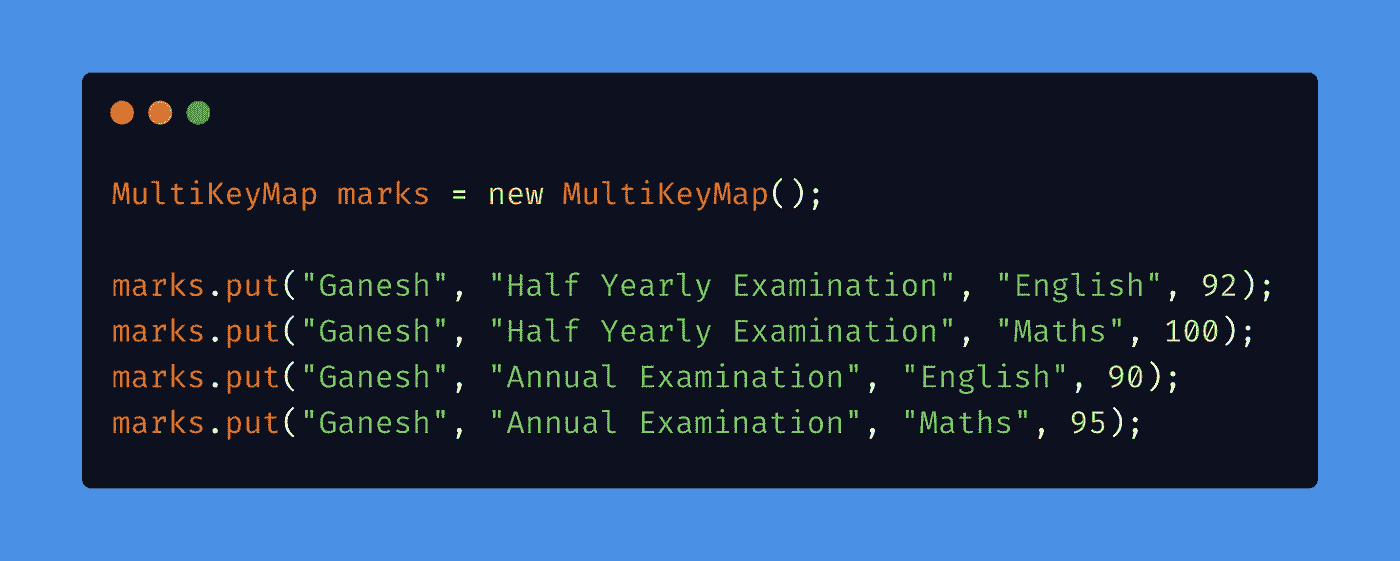 MultiKeyMap marks = new MultiKeyMap();
marks.put("Ganesh", "Half Yearly Examination", "English", 92);
marks.put("Ganesh", "Half Yearly Examination", "Maths", 100);
marks.put("Ganesh", "Annual Examination", "English", 90);
marks.put("Ganesh", "Annual Examination", "Maths", 95);